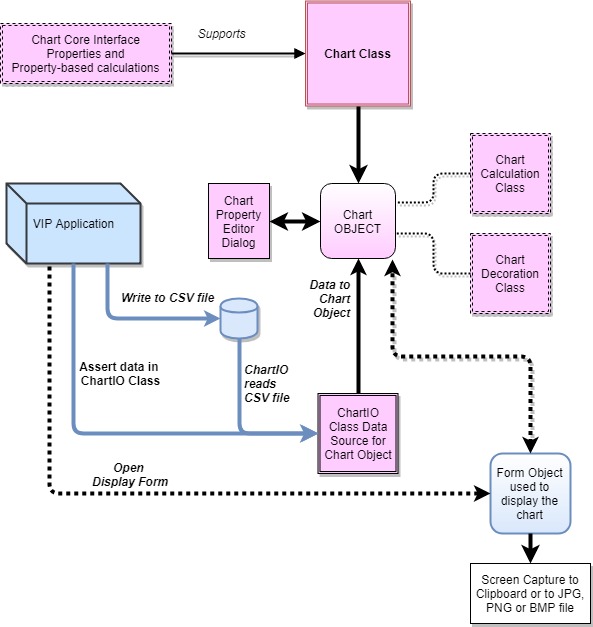 Chart Core Interface
Properties and
Property-based calculations
Supports
Chart Class
Chart
Calculation
Class
VIP Application
Chart
Property
Editor
Dialog
Chart
OBJECT
Chart
Decoration
Class
Write to CSV file
Data to
Chart
Object
Assert data in
ChartIO Class
ChartIO
reads
CSV file
ChartIO
Class Data
Source for
Chart Object
Open
Display Form
Form Object
used to
display the
chart
Screen Capture to
Clipboard or to JPG,
PNG or BMP file